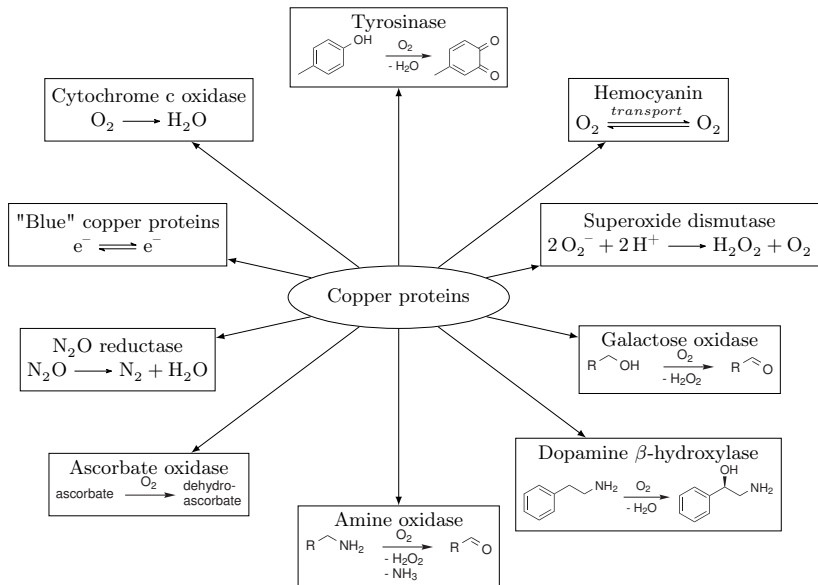 Tyrosinase
OH O₂ O
- H₂O O
Cytochrome c oxidase
O₂ ⟶ H₂O
Hemocyanin
transport
O₂ ⇌ O₂
"Blue" copper proteins
e⁻ ⇌ e⁻
Superoxide dismutase
2 O₂⁻ + 2 H⁺ ⟶ H₂O₂ + O₂
Copper proteins
N₂O reductase
N₂O ⟶ N₂ + H₂O
Galactose oxidase
R OH O₂ R O
- H₂O₂
Ascorbate oxidase
ascorbate O₂ dehydro-
ascorbate
Dopamine β-hydroxylase
OH
NH₂ O₂ NH₂
- H₂O
Amine oxidase
R NH₂ O₂ R O
- H₂O₂
- NH₃